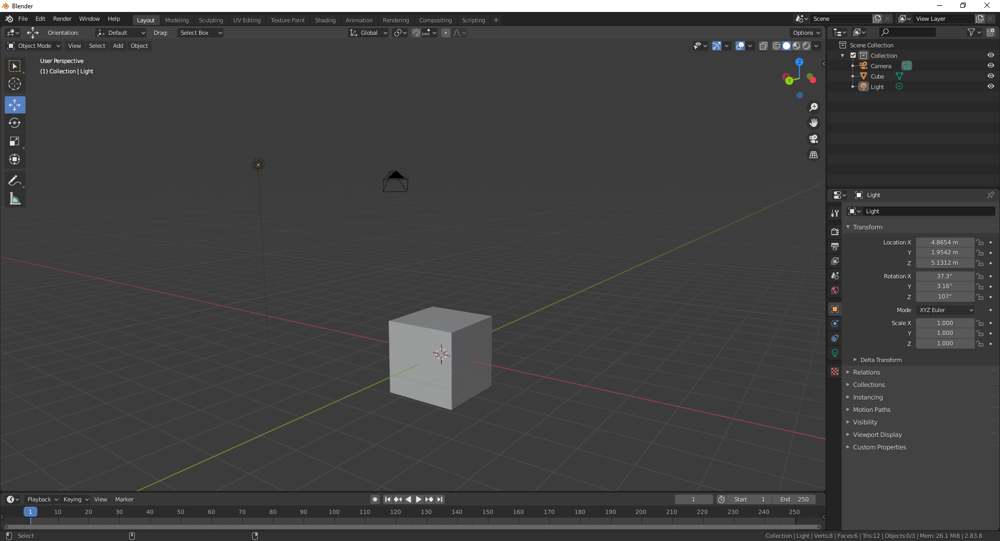 Blender
File Edit Render Window Help Layout Modeling Sculpting UV Editing Texture Paint Shading Animation Rendering Compositing Scripting + Scene View Layer
Orientation: Default Drag: Select Box Global Options
Object Mode View Select Add Object
User Perspective
(1) Collection | Light
Z
X
Y
Scene Collection
Collection
Camera
Cube
Light
Light
Light
Transform
Location X 4.8654 m
Y 1.9542 m
Z 5.1312 m
Rotation X 37.3°
Y 3.16°
Z 107°
Mode XYZ Euler
Scale X 1.000
Y 1.000
Z 1.000
Delta Transform
Relations
Collections
Instancing
Motion Paths
Visibility
Viewport Display
Custom Properties
Playback Keying View Marker 1 Start 1 End 250
1 10 20 30 40 50 60 70 80 90 100 110 120 130 140 150 160 170 180 190 200 210 220 230 240 250
Select
Collection | Light | Verts:8 | Faces:6 | Tris:12 | Objects:0/3 | Mem: 26.1 MiB | 2.83.8